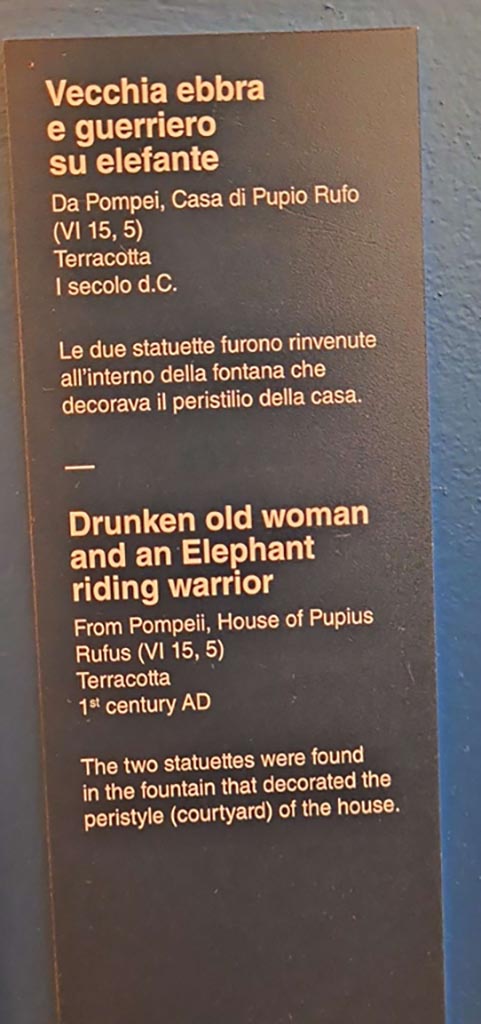 Vecchia ebbra
e guerriero
su elefante
Da Pompei, Casa di Pupio Rufo
(VI 15, 5)
Terracotta
I secolo d.C.
Le due statuette furono rinvenute
all'interno della fontana che
decorava il peristilio della casa.
—
Drunken old woman
and an Elephant
riding warrior
From Pompeii, House of Pupius
Rufus (VI 15, 5)
Terracotta
1st century AD
The two statuettes were found
in the fountain that decorated the
peristyle (courtyard) of the house.